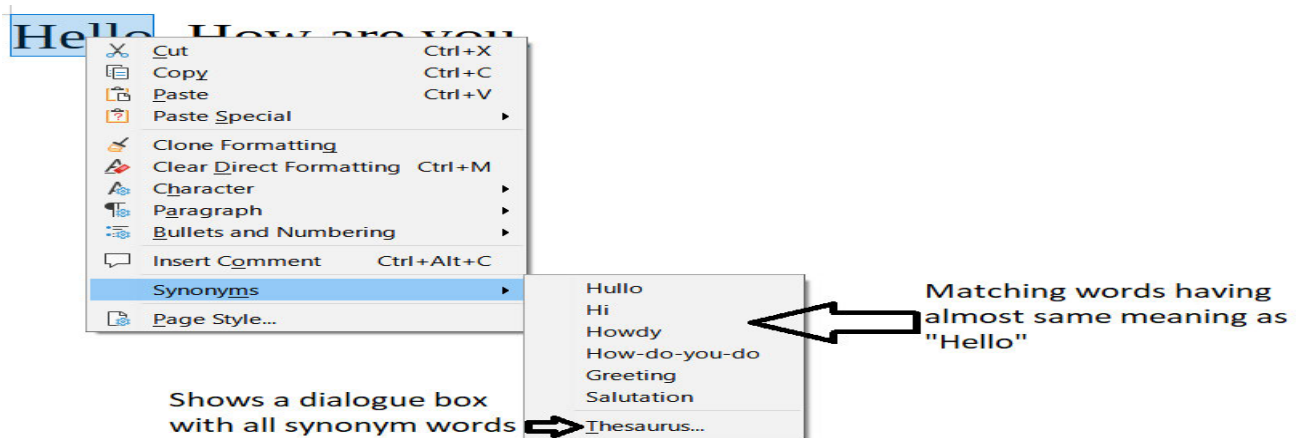 Hello How are you
Cut Ctrl+X
Copy Ctrl+C
Paste Ctrl+V
Paste Special
Clone Formatting
Clear Direct Formatting Ctrl+M
Character
Paragraph
Bullets and Numbering
Insert Comment Ctrl+Alt+C
Synonyms
Page Style...
Hullo
Hi
Howdy
How-do-you-do
Greeting
Salutation
Thesaurus...
Matching words having
almost same meaning as
"Hello"
Shows a dialogue box
with all synonym words